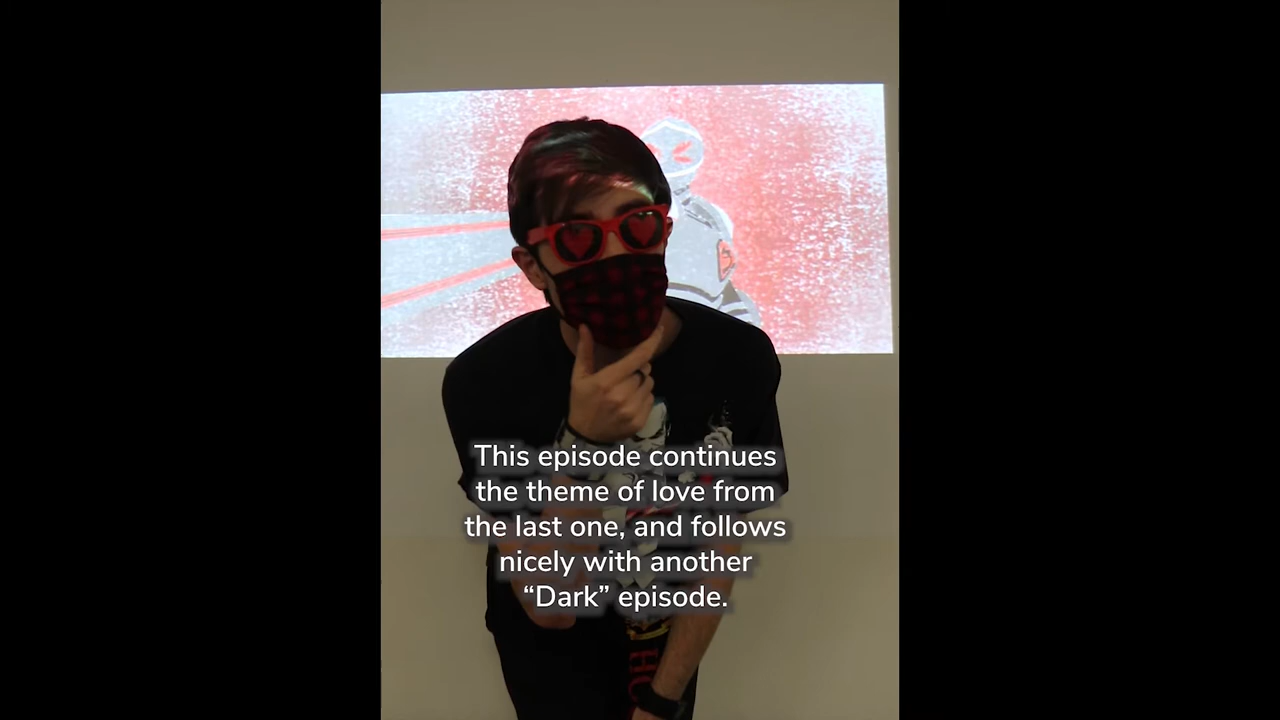 This episode continues
the theme of love from
the last one, and follows
nicely with another
“Dark” episode.